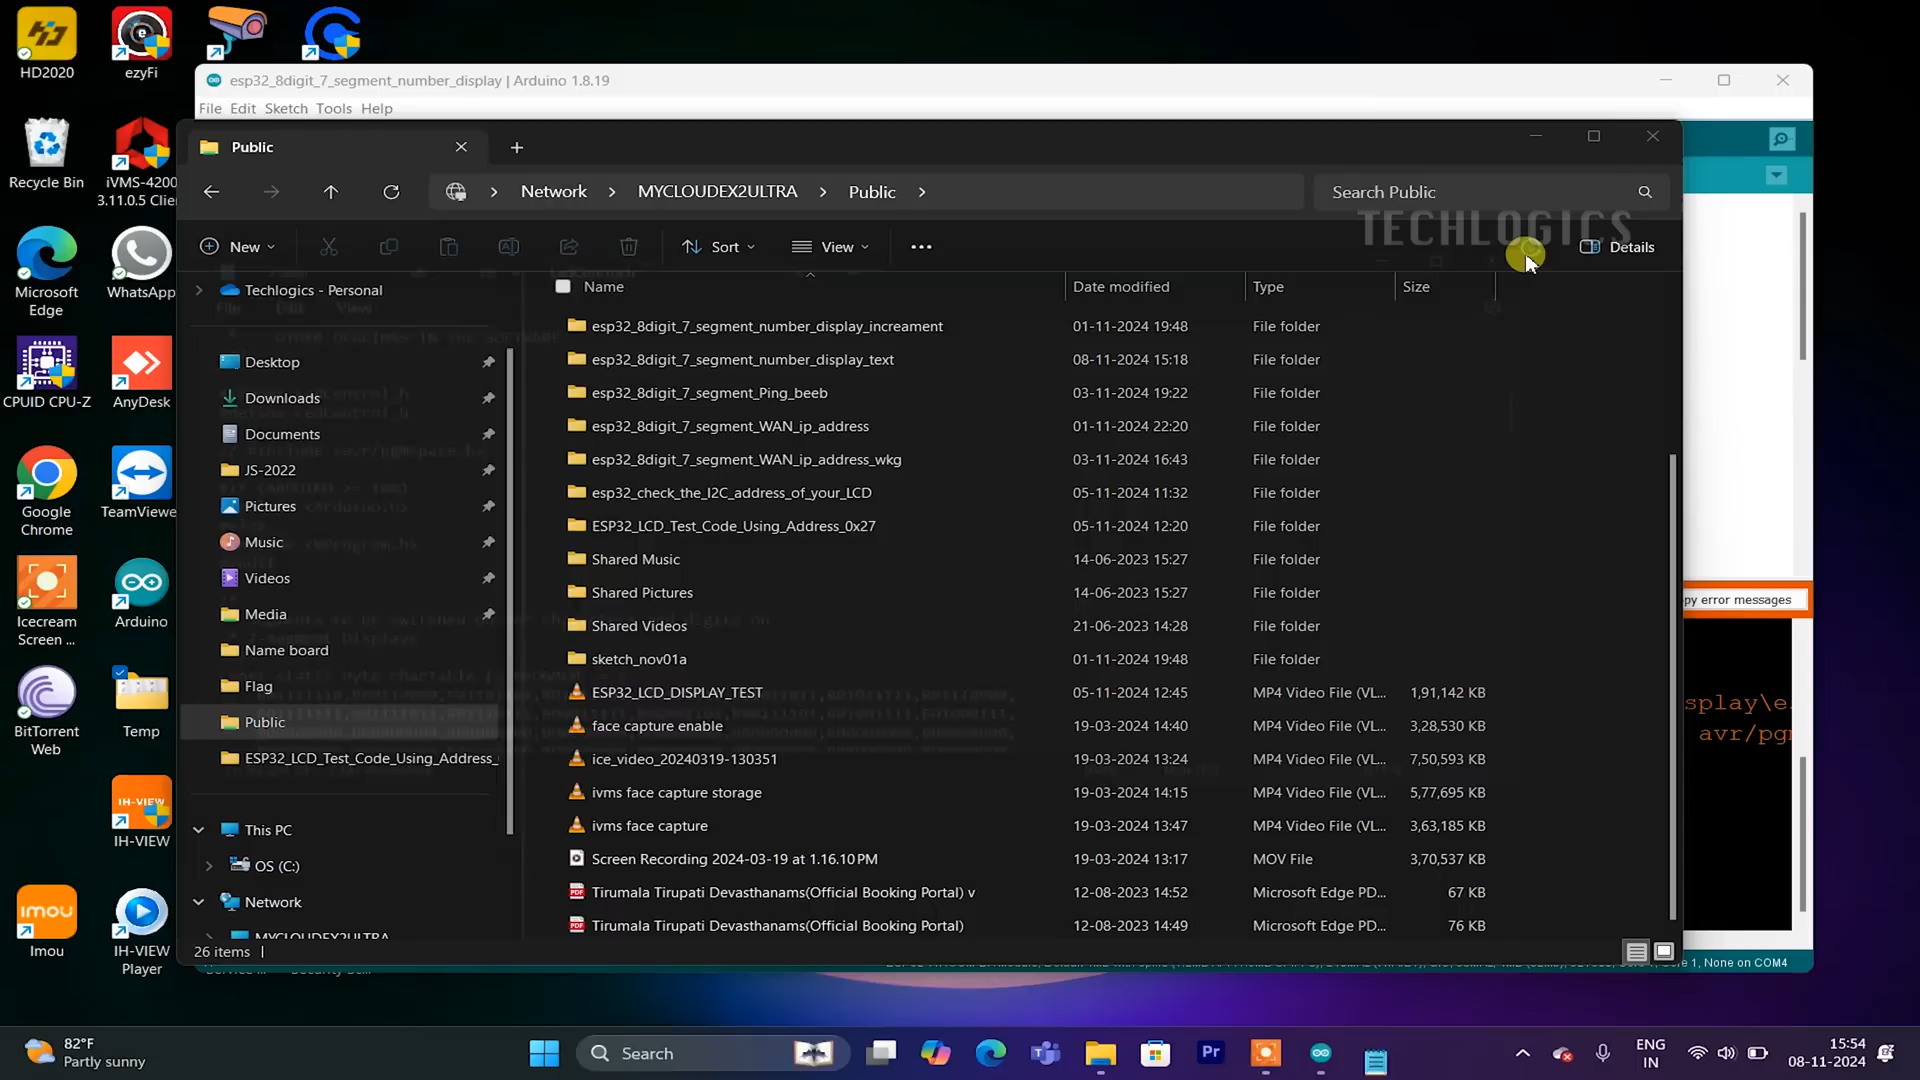 HD2020
ezyFi
esp32_8digit_7_segment_number_display | Arduino 1.8.19
File Edit Sketch Tools Help
Public
Recycle Bin
iVMS-4200
3.11.0.5 Clie
Network
MYCLOUDEX2ULTRA
Public
Search Public
TECHLOGICS
New
Sort
View
Details
Techlogics - Personal
Name
Date modified
Type
Size
Microsoft
Edge
WhatsApp
File Edit View
esp32_8digit_7_segment_number_display_increament 01-11-2024 19:48 File folder
Desktop
esp32_8digit_7_segment_number_display_text 08-11-2024 15:18 File folder
CPUID CPU-Z
AnyDesk
Downloads
esp32_8digit_7_segment_Ping_beeb 03-11-2024 19:22 File folder
Documents
esp32_8digit_7_segment_WAN_ip_address 01-11-2024 22:20 File folder
JS-2022
esp32_8digit_7_segment_WAN_ip_address_wkg 03-11-2024 16:43 File folder
Google
Chrome
TeamViewe
Pictures
esp32_check_the_I2C_address_of_your_LCD 05-11-2024 11:32 File folder
Music
ESP32_LCD_Test_Code_Using_Address_0x27 05-11-2024 12:20 File folder
Videos
Shared Music 14-06-2023 15:27 File folder
Media
Shared Pictures 14-06-2023 15:27 File folder
py error messages
Icecream
Screen ...
Arduino
Name board
Shared Videos 21-06-2023 14:28 File folder
Flag
sketch_nov01a 01-11-2024 19:48 File folder
ESP32_LCD_DISPLAY_TEST 05-11-2024 12:45 MP4 Video File (VL... 1,91,142 KB
splay\e
Public
face capture enable 19-03-2024 14:40 MP4 Video File (VL... 3,28,530 KB
avr/pg
BitTorrent
Web
Temp
ESP32_LCD_Test_Code_Using_Address_
ice_video_20240319-130351 19-03-2024 13:24 MP4 Video File (VL... 7,50,593 KB
ivms face capture storage 19-03-2024 14:15 MP4 Video File (VL... 5,77,695 KB
This PC
ivms face capture 19-03-2024 13:47 MP4 Video File (VL... 3,63,185 KB
IH-VIEW
IH-VIEW
OS (C:)
Screen Recording 2024-03-19 at 1.16.10 PM 19-03-2024 13:17 MOV File 3,70,537 KB
Network
Tirumala Tirupati Devasthanams(Official Booking Portal) v 12-08-2023 14:52 Microsoft Edge PD... 67 KB
MYCLOUDEX2ULTRA
Tirumala Tirupati Devasthanams(Official Booking Portal) 12-08-2023 14:49 Microsoft Edge PD... 76 KB
imou
Imou
IH-VIEW
Player
26 items
1, None on COM4
82°F
Partly sunny
Search
Pr
ENG
IN
15:54
08-11-2024